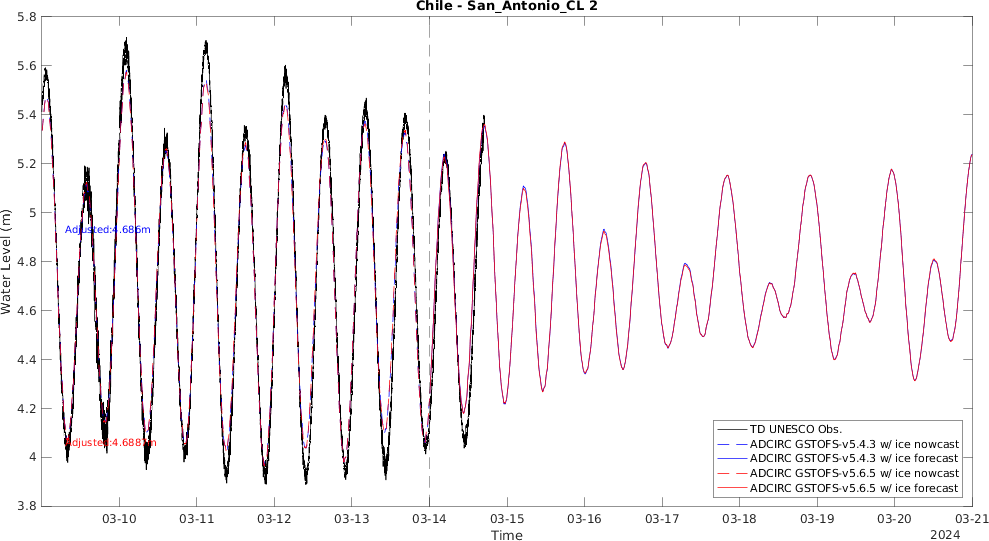 Chile - San_Antonio_CL 2
5.8
5.6
5.4
5.2
5
4.8
4.6
4.4
4.2
4
3.8
Water Level (m)
Adjusted:4.686m
Adjusted:4.688
TD UNESCO Obs.
ADCIRC GSTOFS-v5.4.3 w/ ice nowcast
ADCIRC GSTOFS-v5.4.3 w/ ice forecast
ADCIRC GSTOFS-v5.6.5 w/ ice nowcast
ADCIRC GSTOFS-v5.6.5 w/ ice forecast
03-10 03-11 03-12 03-13 03-14 03-15 03-16 03-17 03-18 03-19 03-20 03-21
Time
2024